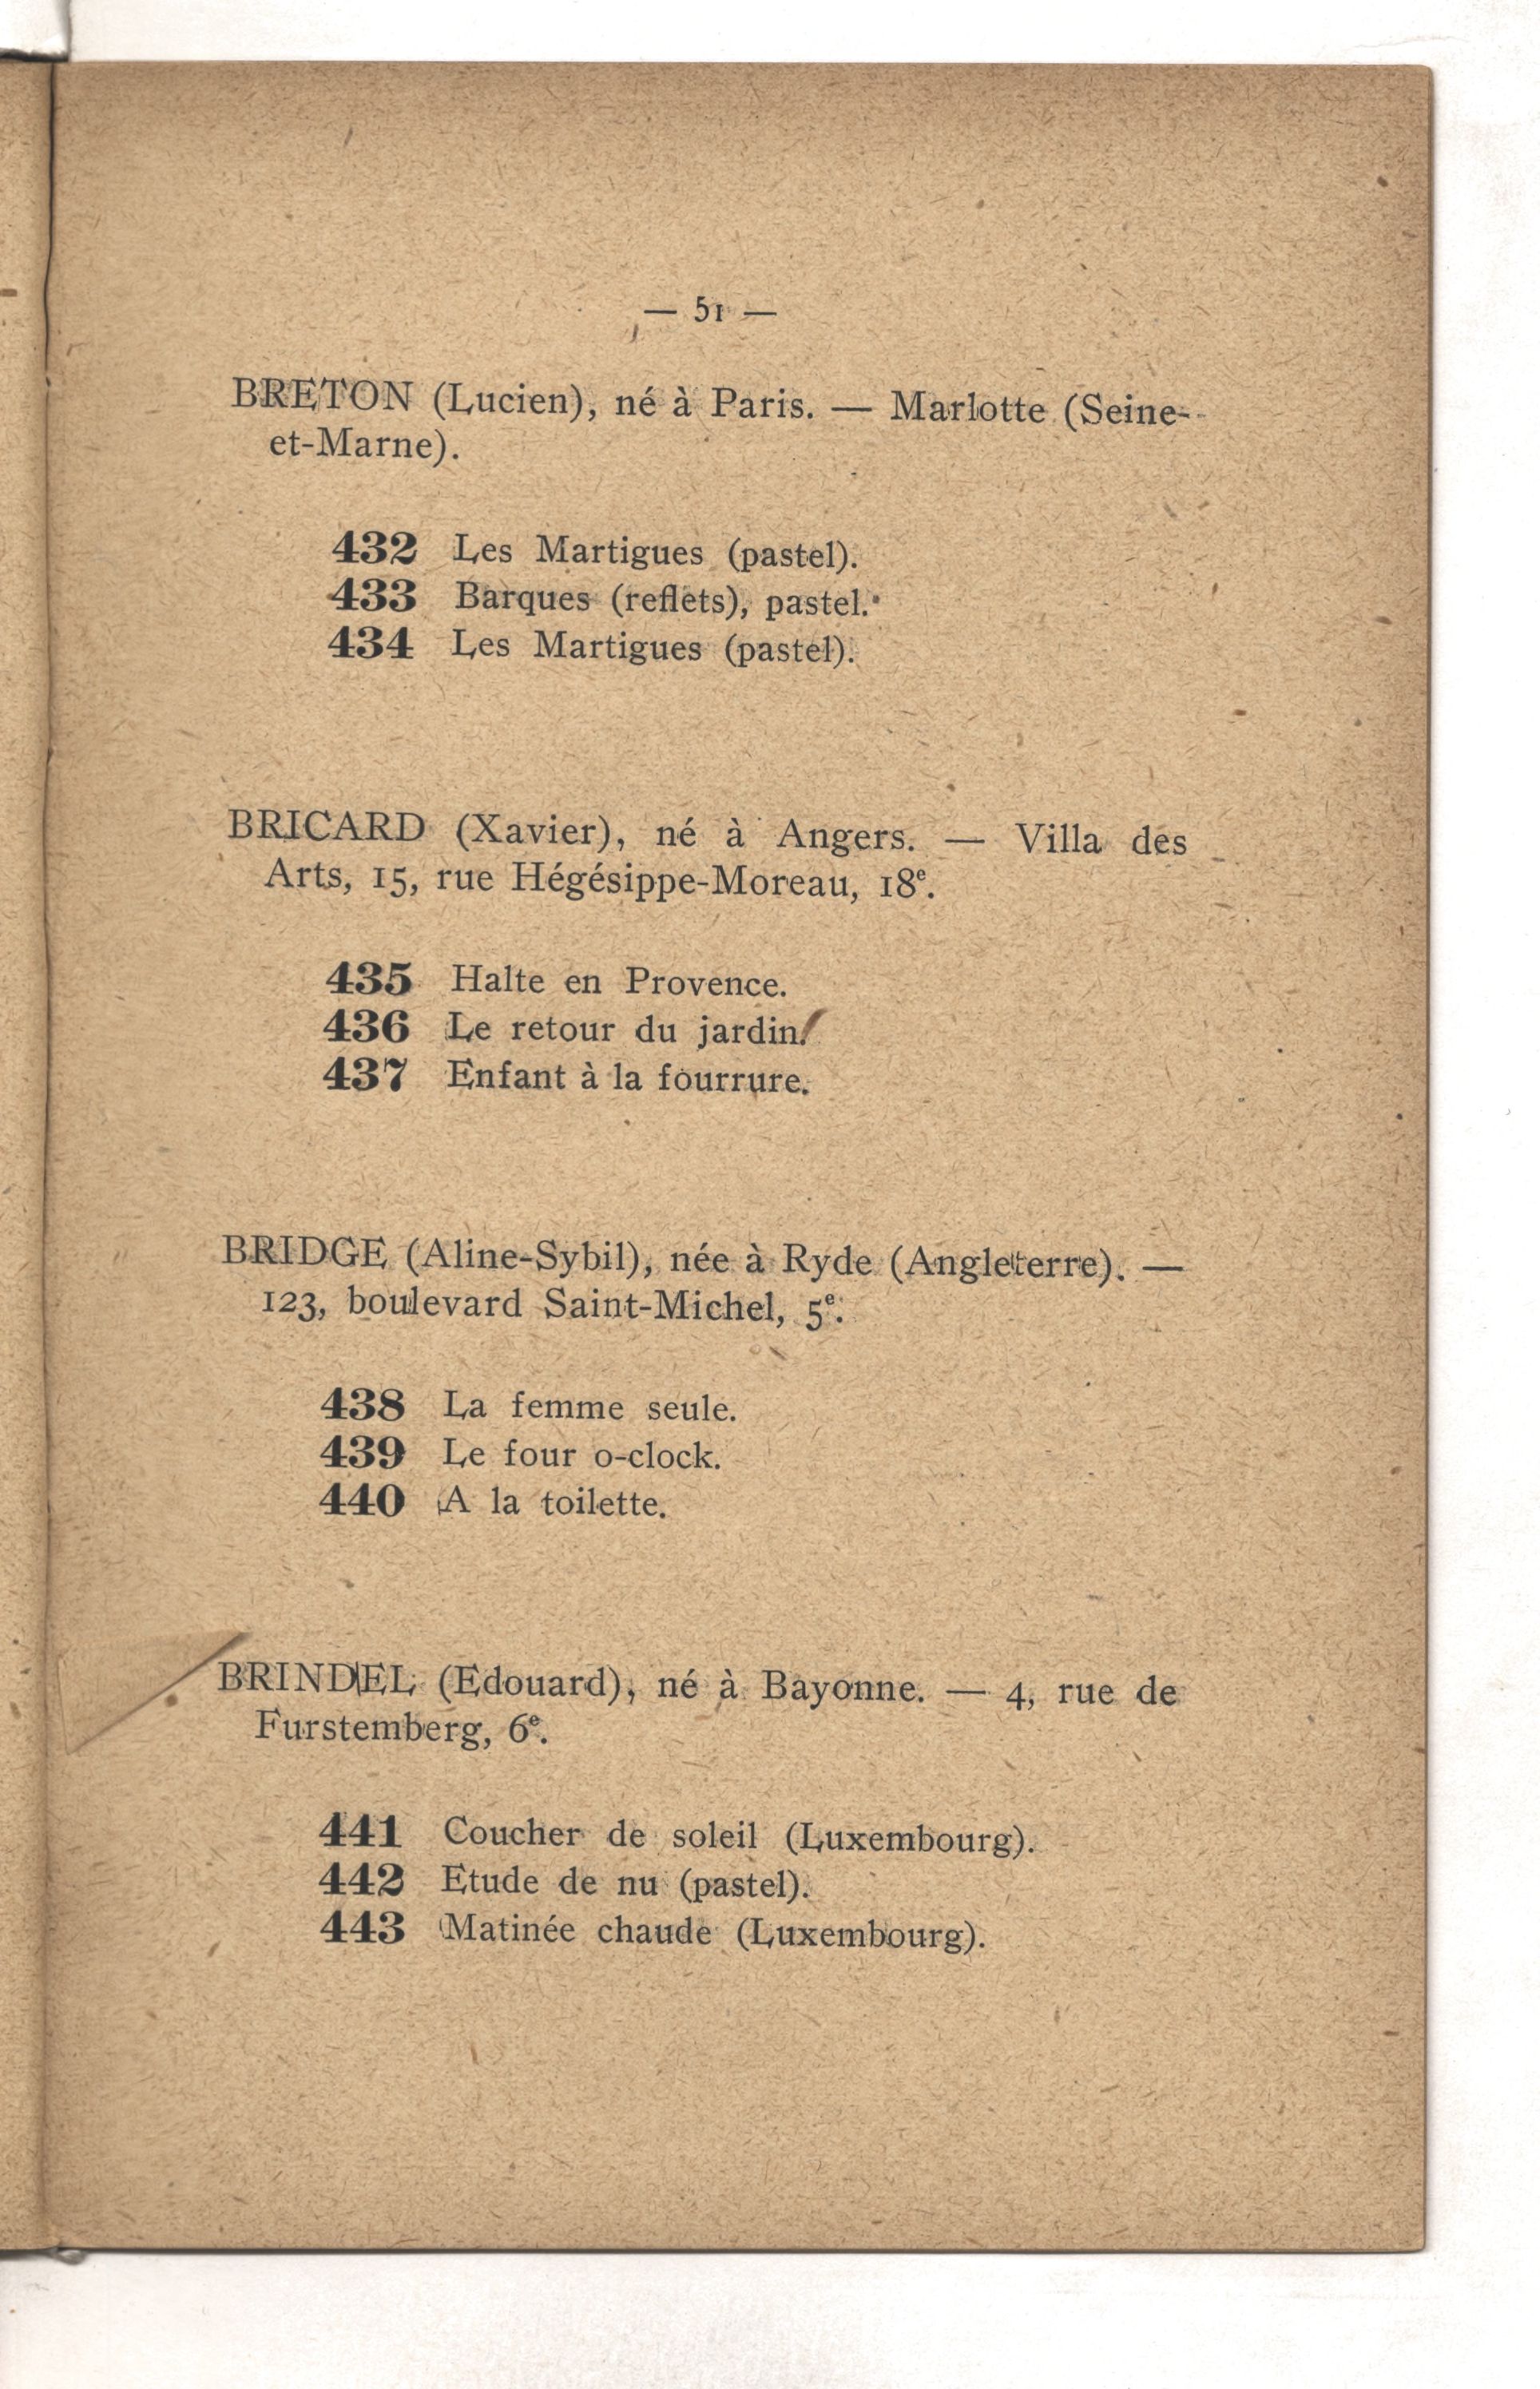 — 51 —
BRETON (Lucien), né à Paris. — Marlotte (Seine-
et-Marne).
432 Les Martigues (pastel).
433 Barques (reflets), pastel.
434 Les Martigues (pastel).
BRICARD (Xavier), né à Angers. — Villa des
Arts, 15, rue Hégésippe-Moreau, 18e.
435 Halte en Provence.
436 Le retour du jardin.
437 Enfant à la fourrure.
BRIDGE (Aline-Sybil), née à Ryde (Angleterre). —
123, boulevard Saint-Michel, 5e.
438 La femme seule.
439 Le four o-clock.
440 A la toilette.
BRINDEL (Edouard), né à Bayonne. — 4, rue de
Furstemberg, 6e.
441 Coucher de soleil (Luxembourg).
442 Etude de nu (pastel).
443 Matinée chaude (Luxembourg).